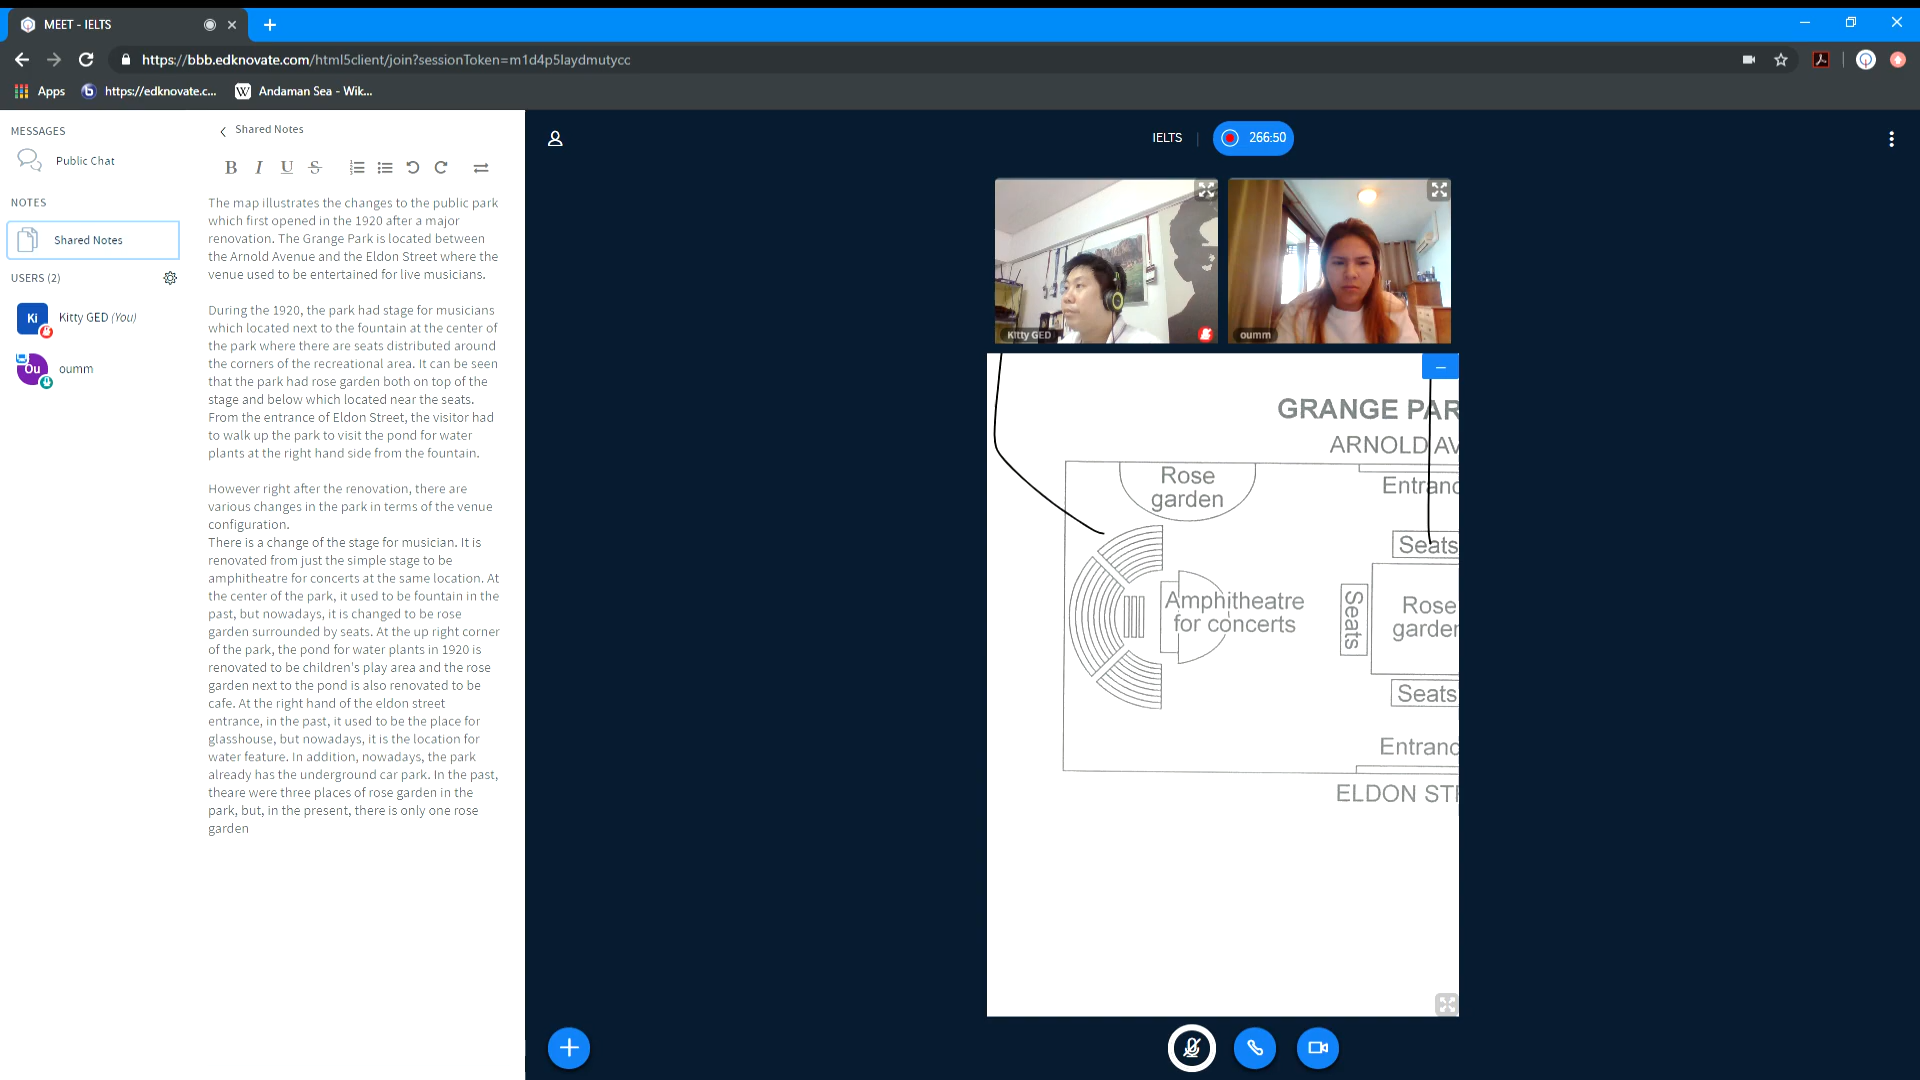 MEET - IELTS
https://bbb.edknovate.com/html5client/join?sessionToken=m1d4p5laydmutycc
Apps
https://edknovate.c...
W
Andaman Sea - Wik...
MESSAGES
Public Chat
NOTES
Shared Notes
USERS (2)
Ki
Kitty GED (You)
Ou
oumm
Shared Notes
B I U S
The map illustrates the changes to the public park
which first opened in the 1920 after a major
renovation. The Grange Park is located between
the Arnold Avenue and the Eldon Street where the
venue used to be entertained for live musicians.
During the 1920, the park had stage for musicians
which located next to the fountain at the center of
the park where there are seats distributed around
the corners of the recreational area. It can be seen
that the park had rose garden both on top of the
stage and below which located near the seats.
From the entrance of Eldon Street, the visitor had
to walk up the park to visit the pond for water
plants at the right hand side from the fountain.
However right after the renovation, there are
various changes in the park in terms of the venue
configuration.
There is a change of the stage for musician. It is
renovated from just the simple stage to be
amphitheatre for concerts at the same location. At
the center of the park, it used to be fountain in the
past, but nowadays, it is changed to be rose
garden surrounded by seats. At the up right corner
of the park, the pond for water plants in 1920 is
renovated to be children's play area and the rose
garden next to the pond is also renovated to be
cafe. At the right hand of the eldon street
entrance, in the past, it used to be the place for
glasshouse, but nowadays, it is the location for
water feature. In addition, nowadays, the park
already has the underground car park. In the past,
theare were three places of rose garden in the
park, but, in the present, there is only one rose
garden
IELTS
266:50
Kitty GED
oumm
GRANGE PAR
ARNOLD AV
Rose
garden
Entranc
Seats
Amphitheatre
for concerts
Seats
Rose
garden
Seats
Entranc
ELDON STR